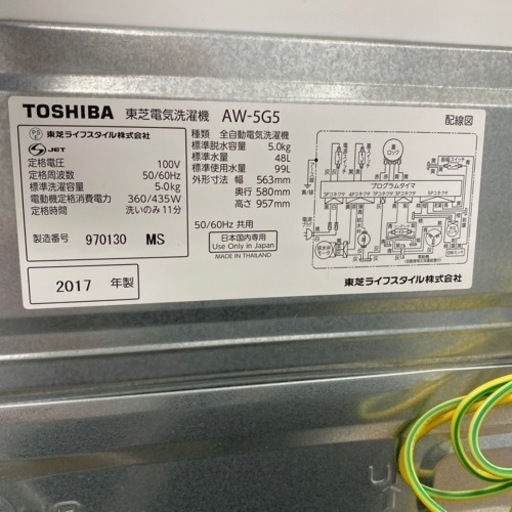 TOSHIBA 東芝電気洗濯機 AW-5G5
東芝ライフスタイル株式会社
JET
定格電圧 100V
定格周波数 50/60Hz
標準洗濯容量 5.0kg
電動機定格消費電力 360/435W
定格時間 洗いのみ11分
製造番号 970130 MS
2017 年製
種類 全自動電気洗濯機
標準脱水容量 5.0kg
標準水量 48L
標準使用水量 99L
外形寸法 幅 563mm
奥行 580mm
高さ 957mm
50/60Hz 共用
日本国内専用
Use Only in Japan
MADE IN THAILAND
配線図
プログラムタイマ
東芝ライフスタイル株式会社